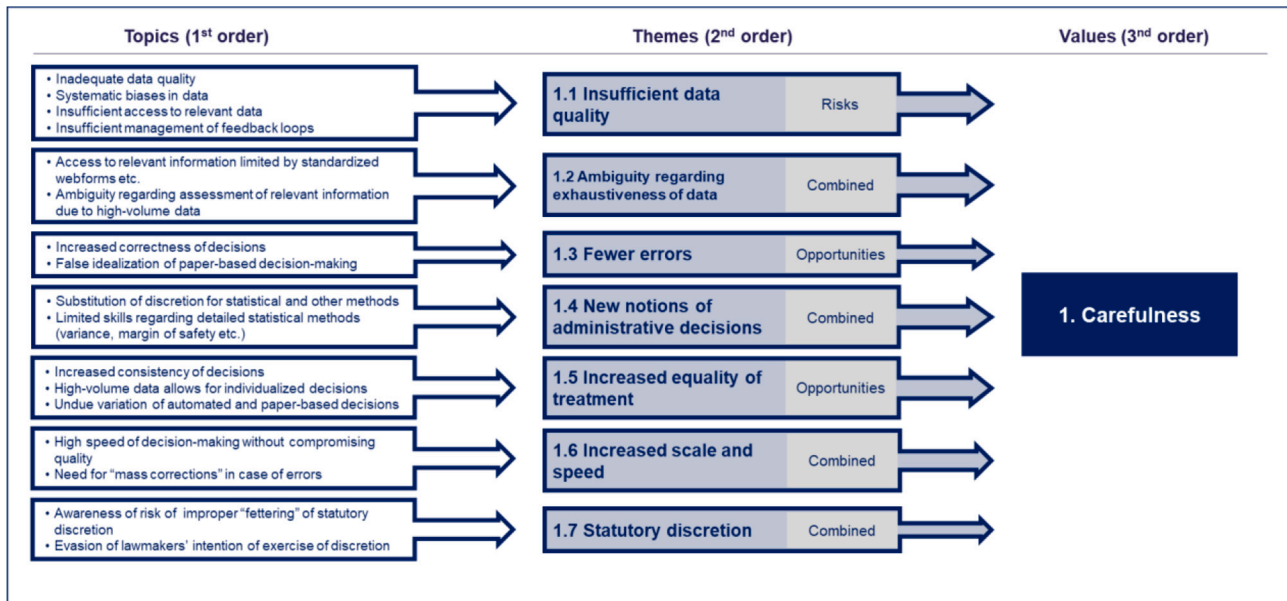 Topics (1st order)
Themes (2nd order)
Values (3nd order)
• Inadequate data quality
• Systematic biases in data
• Insufficient access to relevant data
• Insufficient management of feedback loops
1.1 Insufficient data
quality
Risks
• Access to relevant information limited by standardized
webforms etc.
• Ambiguity regarding assessment of relevant information
due to high-volume data
1.2 Ambiguity regarding
exhaustiveness of data
Combined
• Increased correctness of decisions
• False idealization of paper-based decision-making
1.3 Fewer errors
Opportunities
• Substitution of discretion for statistical and other methods
• Limited skills regarding detailed statistical methods
(variance, margin of safety etc.)
1.4 New notions of
administrative decisions
Combined
1. Carefulness
• Increased consistency of decisions
• High-volume data allows for individualized decisions
• Undue variation of automated and paper-based decisions
1.5 Increased equality of
treatment
Opportunities
• High speed of decision-making without compromising
quality
• Need for “mass corrections” in case of errors
1.6 Increased scale and
speed
Combined
• Awareness of risk of improper “fettering” of statutory
discretion
• Evasion of lawmakers’ intention of exercise of discretion
1.7 Statutory discretion
Combined